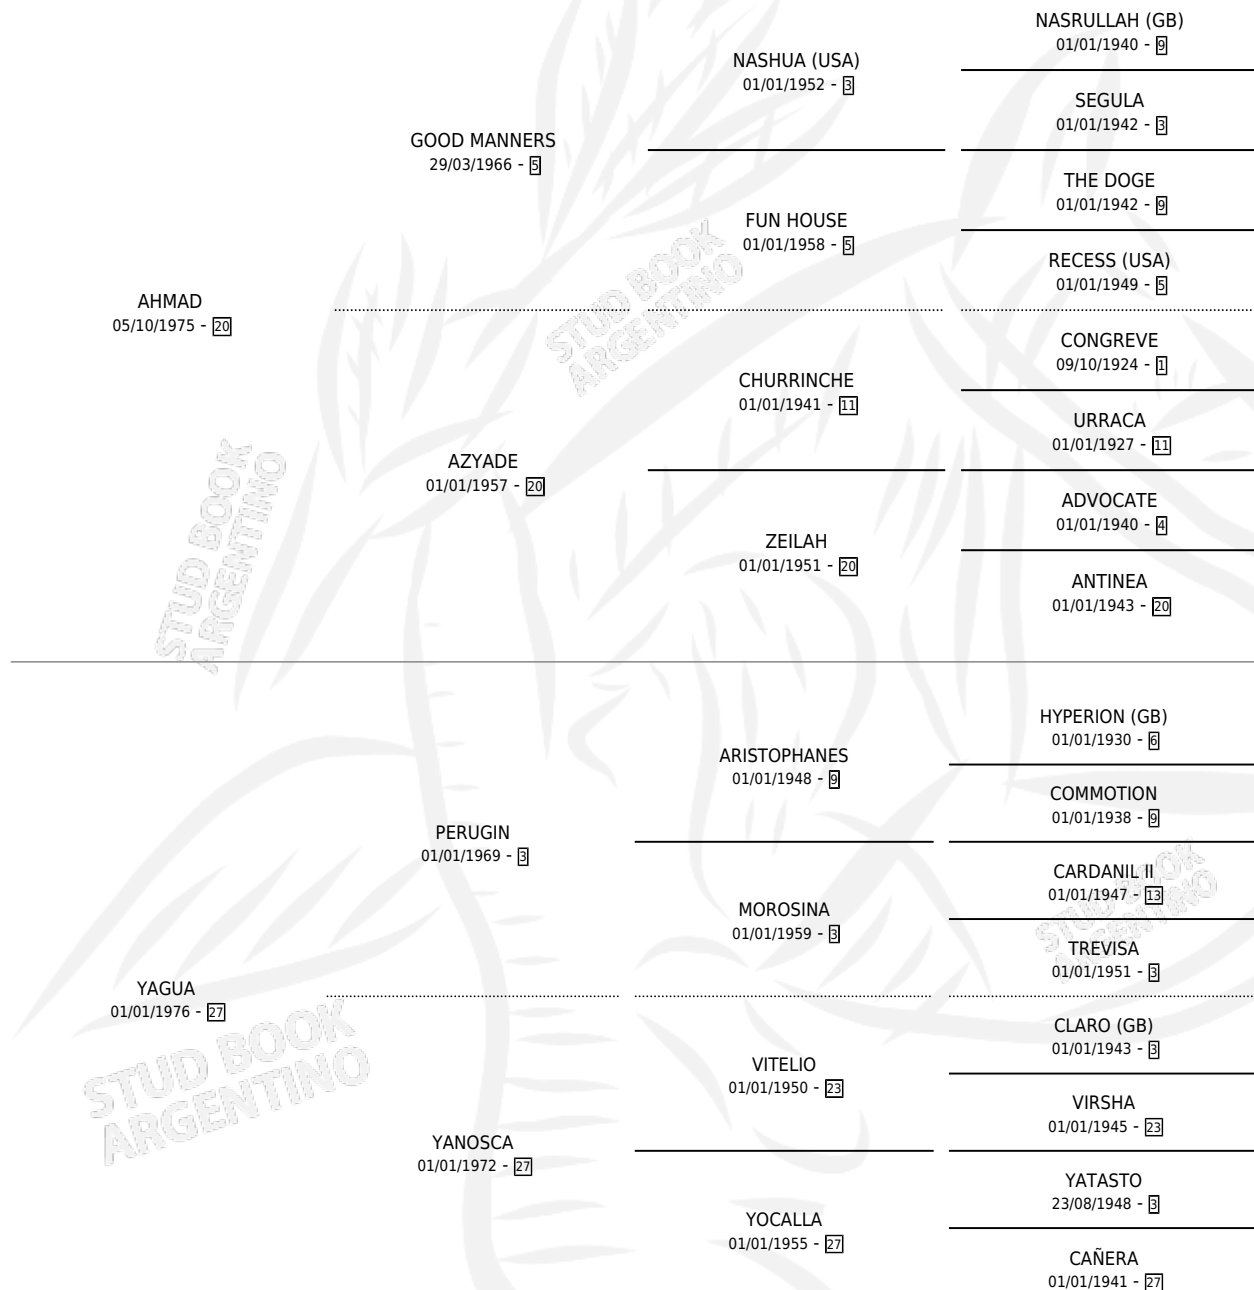 NASRULLAH (GB)
01/01/1940 - 9
NASHUA (USA)
01/01/1952 - 3
SEGULA
01/01/1942 - 3
GOOD MANNERS
29/03/1966 - 5
THE DOGE
01/01/1942 - 9
FUN HOUSE
01/01/1958 - 5
RECESS (USA)
01/01/1949 - 5
AHMAD
05/10/1975 - 20
CONGREVE
09/10/1924 - 1
CHURRINCHE
01/01/1941 - 11
URRACA
01/01/1927 - 11
AZYADE
01/01/1957 - 20
ADVOCATE
01/01/1940 - 4
ZEILAH
01/01/1951 - 20
ANTINEA
01/01/1943 - 20
HYPERION (GB)
01/01/1930 - 6
ARISTOPHANES
01/01/1948 - 9
COMMOTION
01/01/1938 - 9
PERUGIN
01/01/1969 - 3
CARDANIL II
01/01/1947 - 13
MOROSINA
01/01/1959 - 3
TREVISA
01/01/1951 - 3
YAGUA
01/01/1976 - 27
CLARO (GB)
01/01/1943 - 3
VITELIO
01/01/1950 - 23
VIRSHA
01/01/1945 - 23
YANOSCA
01/01/1972 - 27
YATASTO
23/08/1948 - 3
YOCALLA
01/01/1955 - 27
CAÑERA
01/01/1941 - 27
STUD BOOK
ARGENTINO
STUD BOOK
ARGENTINO
STUD BOOK
ARGENTINO
STUD BOOK
ARGENTINO